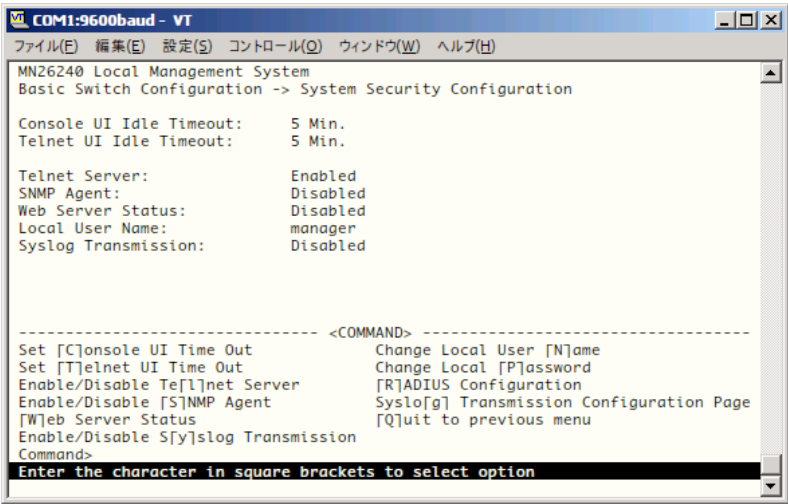 COM1:9600baud - VT
ファイル(F) 編集(E) 設定(S) コントロール(O) ウィンドウ(W) ヘルプ(H)
MN26240 Local Management System
Basic Switch Configuration -> System Security Configuration
Console UI Idle Timeout: 5 Min.
Telnet UI Idle Timeout: 5 Min.
Telnet Server: Enabled
SNMP Agent: Disabled
Web Server Status: Disabled
Local User Name: manager
Syslog Transmission: Disabled
-------------------------------- <COMMAND> -----------------------------------
Set [C]onsole UI Time Out Change Local User [N]ame
Set [T]elnet UI Time Out Change Local [P]assword
Enable/Disable Te[l]net Server [R]ADIUS Configuration
Enable/Disable [S]NMP Agent Syslo[g] Transmission Configuration Page
[W]eb Server Status [Q]uit to previous menu
Enable/Disable S[y]slog Transmission
Command>
Enter the character in square brackets to select option